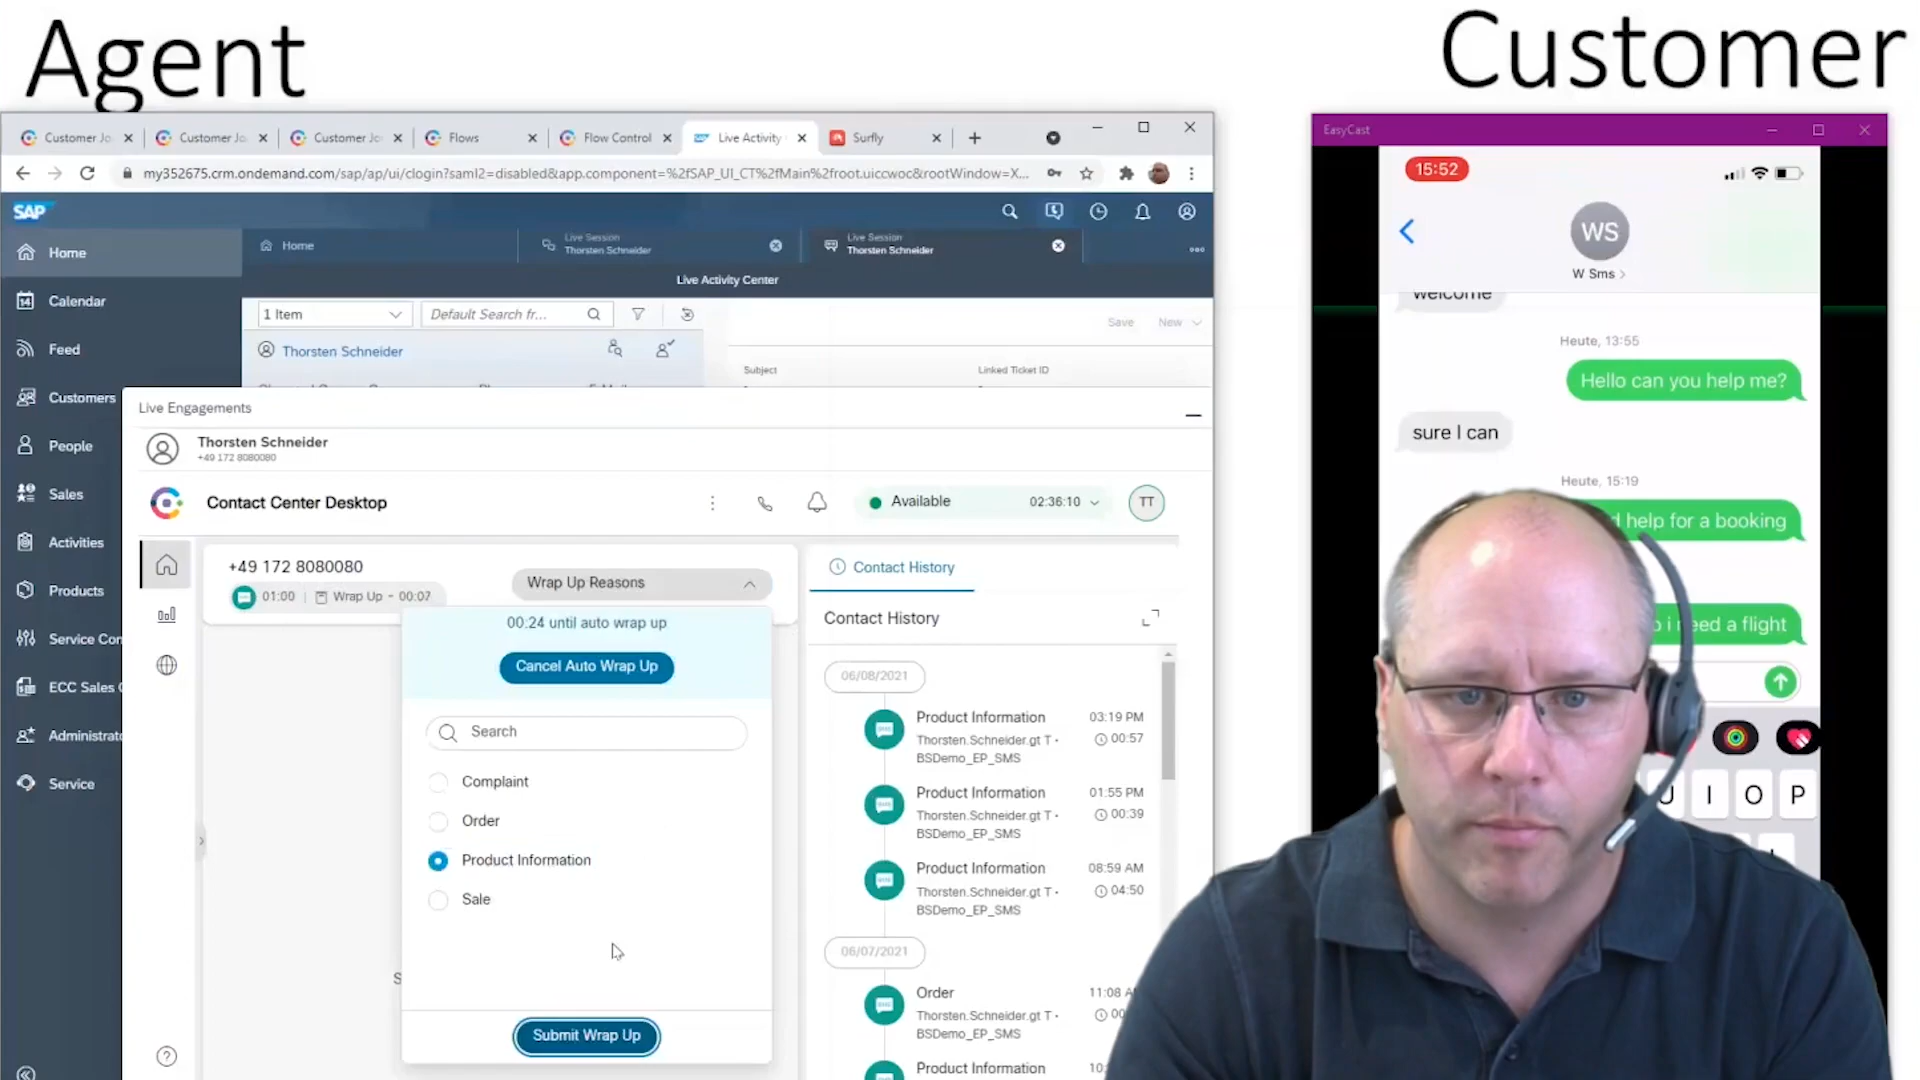 Agent
Customer
Customer Jo
Customer Jo
Customer Jo
Flows
Flow Control
Live Activity
Surfly
my352675.crm.ondemand.com/sap/ap/ui/clogin?saml2=disabled&app.component=%2fSAP_UI_CT%2fMain%2froot.uiccwoc&rootWindow=X...
SAP
Home
Live Session
Thorsten Schneider
Live Session
Thorsten Schneider
Live Activity Center
Home
Calendar
Feed
Customers
People
Sales
Activities
Products
Service Con
ECC Sales
Administrat
Service
1 Item
Default Search fr...
Save
New
Thorsten Schneider
Subject
Linked Ticket ID
Live Engagements
Thorsten Schneider
+49 172 8080080
Contact Center Desktop
Available
02:36:10
TT
+49 172 8080080
01:00
Wrap Up - 00:07
Wrap Up Reasons
00:24 until auto wrap up
Cancel Auto Wrap Up
Search
Complaint
Order
Product Information
Sale
Submit Wrap Up
Contact History
Contact History
06/08/2021
Product Information 03:19 PM
Thorsten.Schneider.gt T • 00:57
BSDemo_EP_SMS
Product Information 01:55 PM
Thorsten.Schneider.gt T • 00:39
BSDemo_EP_SMS
Product Information 08:59 AM
Thorsten.Schneider.gt T • 04:50
BSDemo_EP_SMS
06/07/2021
Order 11:08
Thorsten.Schneider.gt T •
BSDemo_EP_SMS
Product Information
EasyCast
15:52
WS
W Sms
welcome
Heute, 13:55
Hello can you help me?
sure I can
Heute, 15:19
help for a booking
i need a flight
U I O P